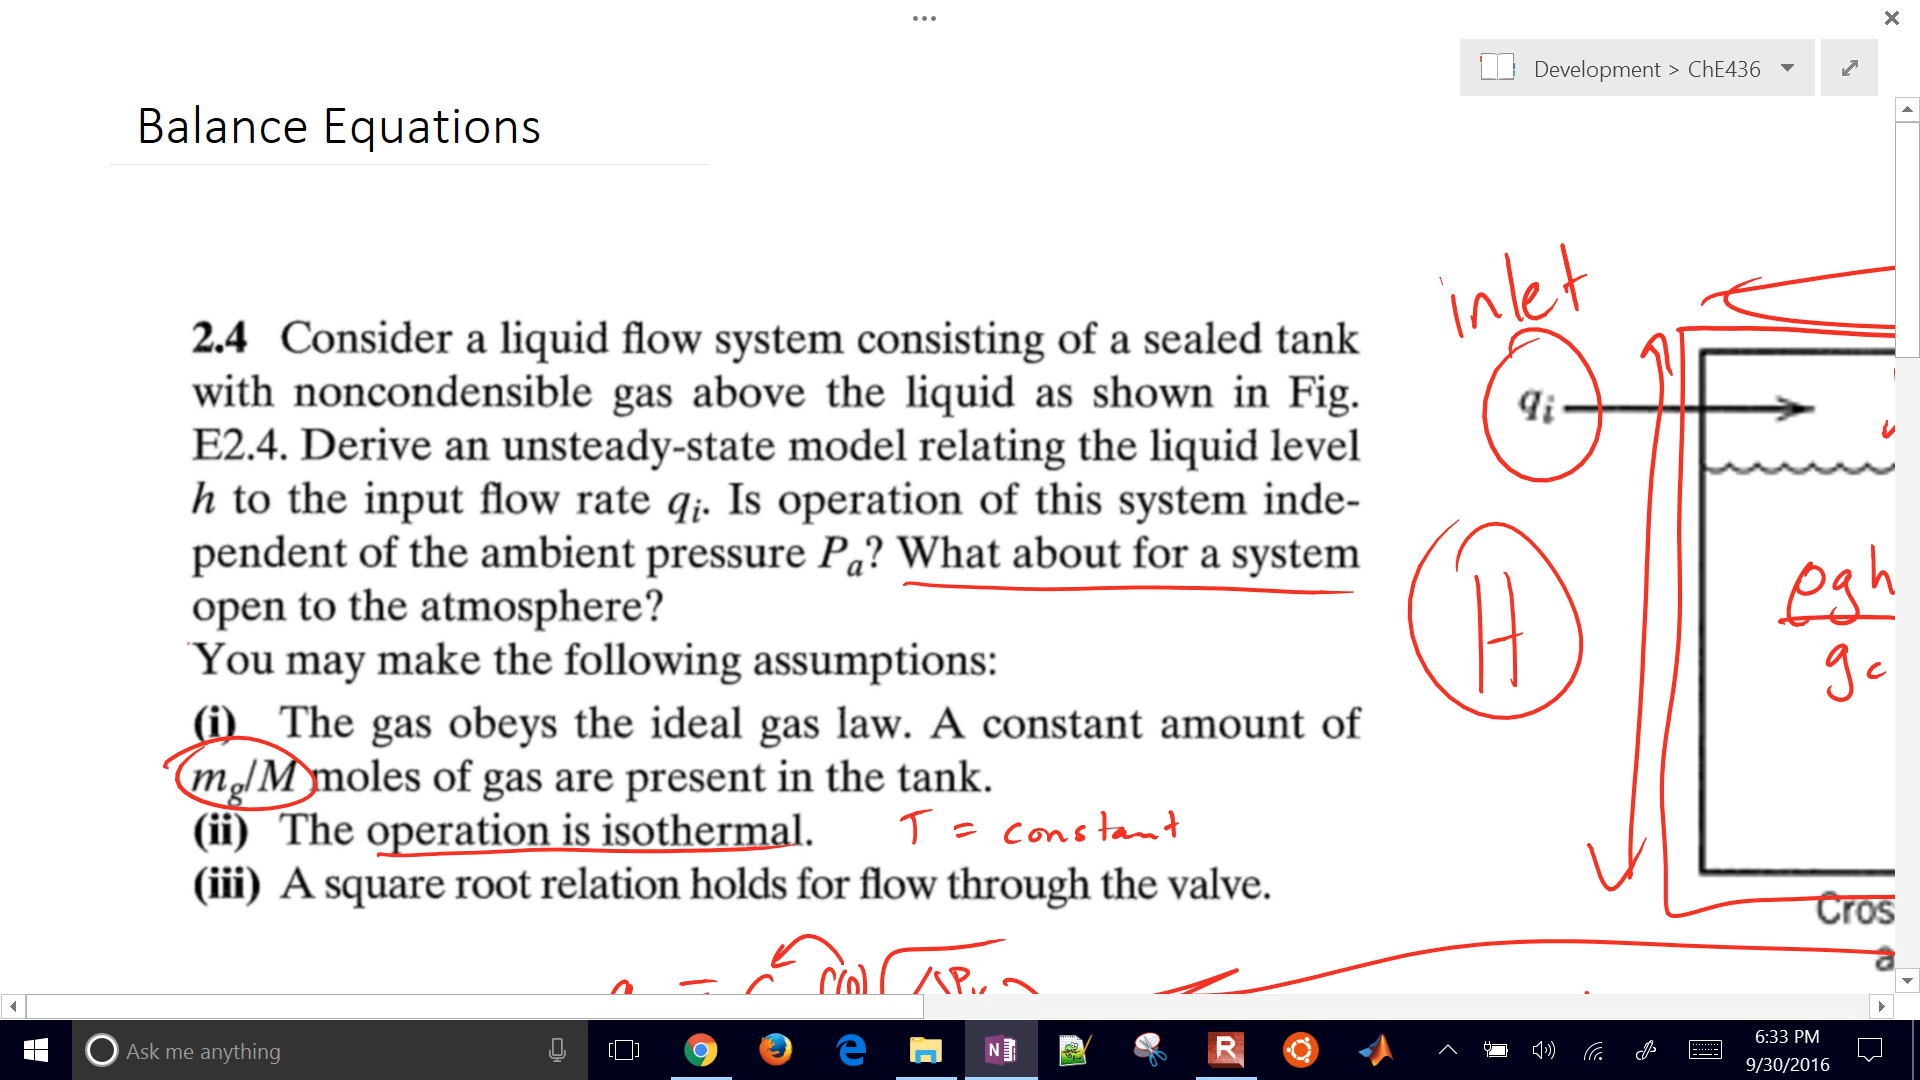 Development > ChE436
Balance Equations
2.4 Consider a liquid flow system consisting of a sealed tank
with noncondensible gas above the liquid as shown in Fig.
E2.4. Derive an unsteady-state model relating the liquid level
h to the input flow rate qi. Is operation of this system inde-
pendent of the ambient pressure Pa? What about for a system
open to the atmosphere?
You may make the following assumptions:
(i) The gas obeys the ideal gas law. A constant amount of
mg/M moles of gas are present in the tank.
(ii) The operation is isothermal. T = constant
(iii) A square root relation holds for flow through the valve.
inlet
qi
H
ρgh
gc
Cros
a
Ask me anything
6:33 PM
9/30/2016